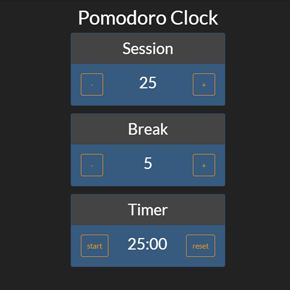 Pomodoro Clock
Session
- 25 +
Break
- 5 +
Timer
start 25:00 reset